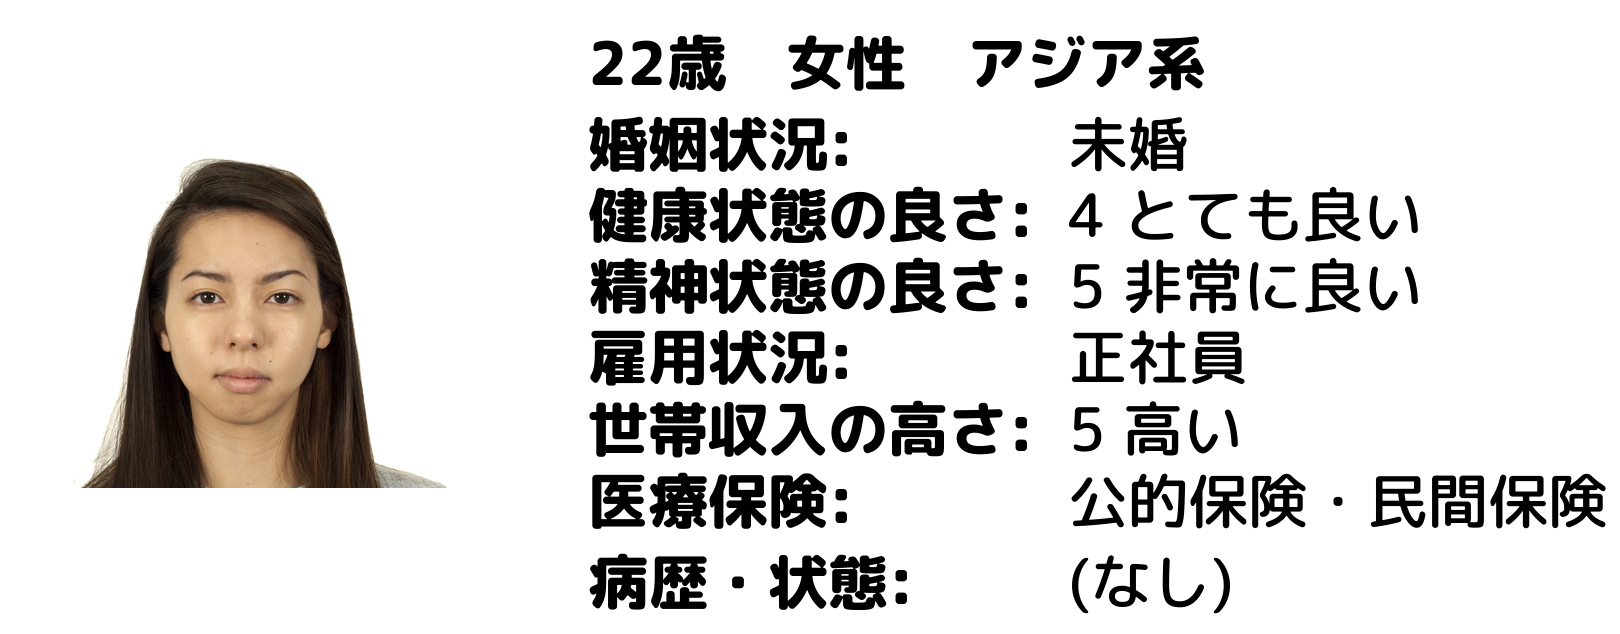 22歳　女性　アジア系
婚姻状況: 未婚
健康状態の良さ: 4 とても良い
精神状態の良さ: 5 非常に良い
雇用状況: 正社員
世帯収入の高さ: 5 高い
医療保険: 公的保険・民間保険
病歴・状態: (なし)